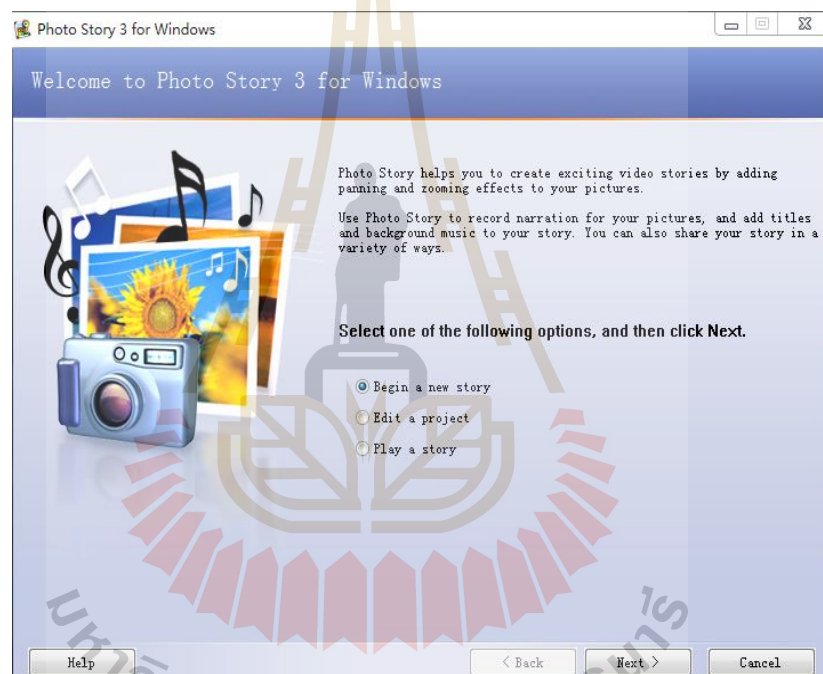 Photo Story 3 for Windows
Welcome to Photo Story 3 for Windows
Photo Story helps you to create exciting video stories by adding
panning and zooming effects to your pictures.
Use Photo Story to record narration for your pictures, and add titles
and background music to your story. You can also share your story in a
variety of ways.
Select one of the following options, and then click Next.
Begin a new story
Edit a project
Play a story
Help
< Back
Next >
Cancel